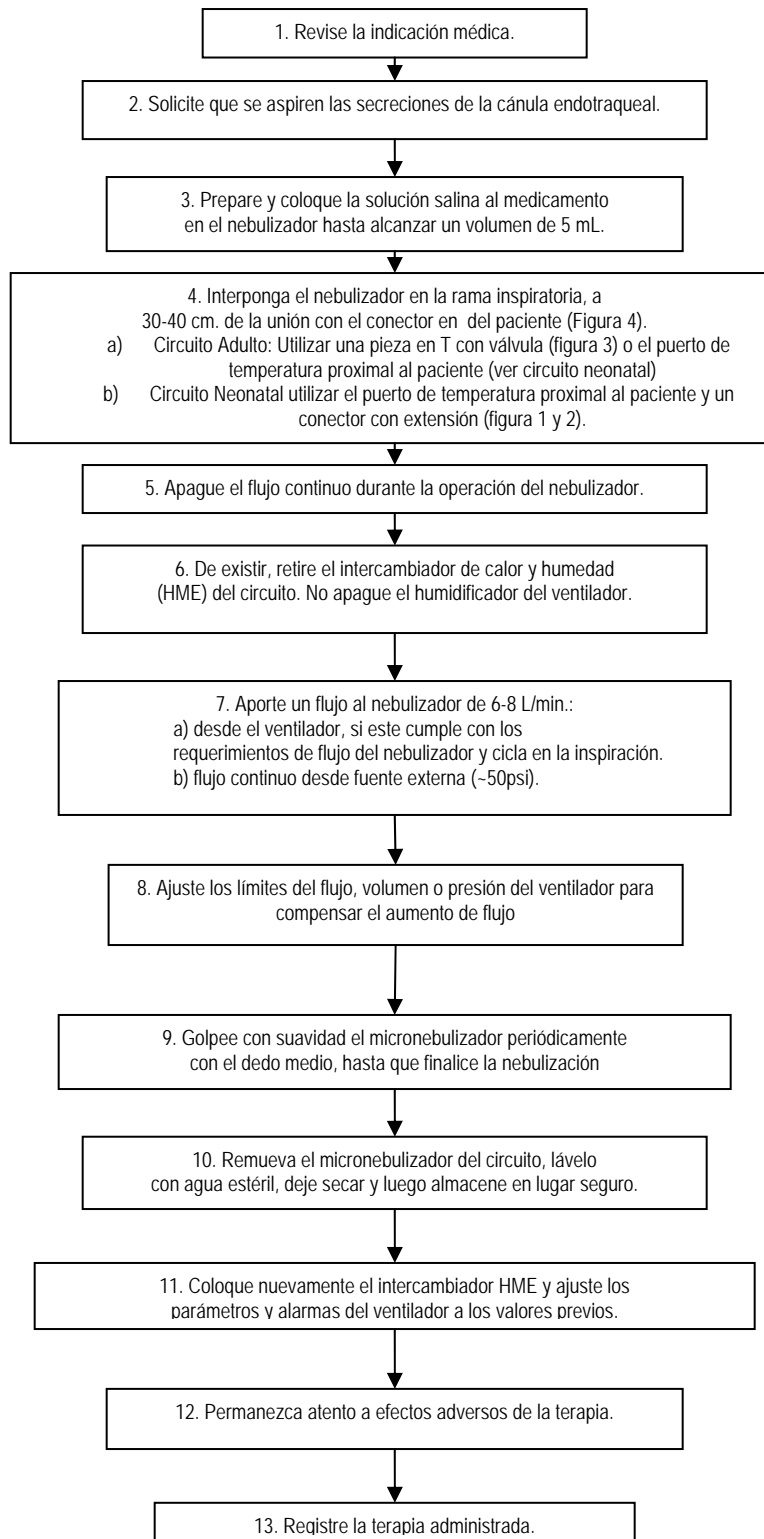 1. Revise la indicación médica.
2. Solicite que se aspiren las secreciones de la cánula endotraqueal.
3. Prepare y coloque la solución salina al medicamento
en el nebulizador hasta alcanzar un volumen de 5 mL.
4. Interponga el nebulizador en la rama inspiratoria, a
30-40 cm. de la unión con el conector en del paciente (Figura 4).
a) Circuito Adulto: Utilizar una pieza en T con válvula (figura 3) o el puerto de
temperatura proximal al paciente (ver circuito neonatal)
b) Circuito Neonatal utilizar el puerto de temperatura proximal al paciente y un
conector con extensión (figura 1 y 2).
5. Apague el flujo continuo durante la operación del nebulizador.
6. De existir, retire el intercambiador de calor y humedad
(HME) del circuito. No apague el humidificador del ventilador.
7. Aporte un flujo al nebulizador de 6-8 L/min.:
a) desde el ventilador, si este cumple con los
requerimientos de flujo del nebulizador y cicla en la inspiración.
b) flujo continuo desde fuente externa (~50psi).
8. Ajuste los límites del flujo, volumen o presión del ventilador para
compensar el aumento de flujo
9. Golpee con suavidad el micronebulizador periódicamente
con el dedo medio, hasta que finalice la nebulización
10. Remueva el micronebulizador del circuito, lávelo
con agua estéril, deje secar y luego almacene en lugar seguro.
11. Coloque nuevamente el intercambiador HME y ajuste los
parámetros y alarmas del ventilador a los valores previos.
12. Permanezca atento a efectos adversos de la terapia.
13. Registre la terapia administrada.